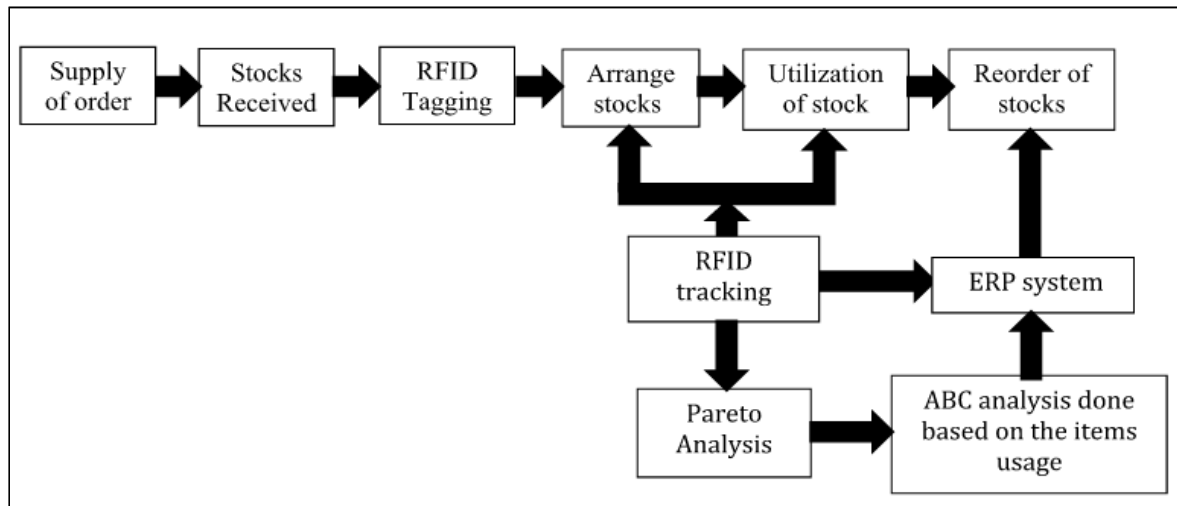 Supply
of order
Stocks
Received
RFID
Tagging
Arrange
stocks
Utilization
of stock
Reorder of
stocks
RFID
tracking
ERP system
Pareto
Analysis
ABC analysis done
based on the items
usage